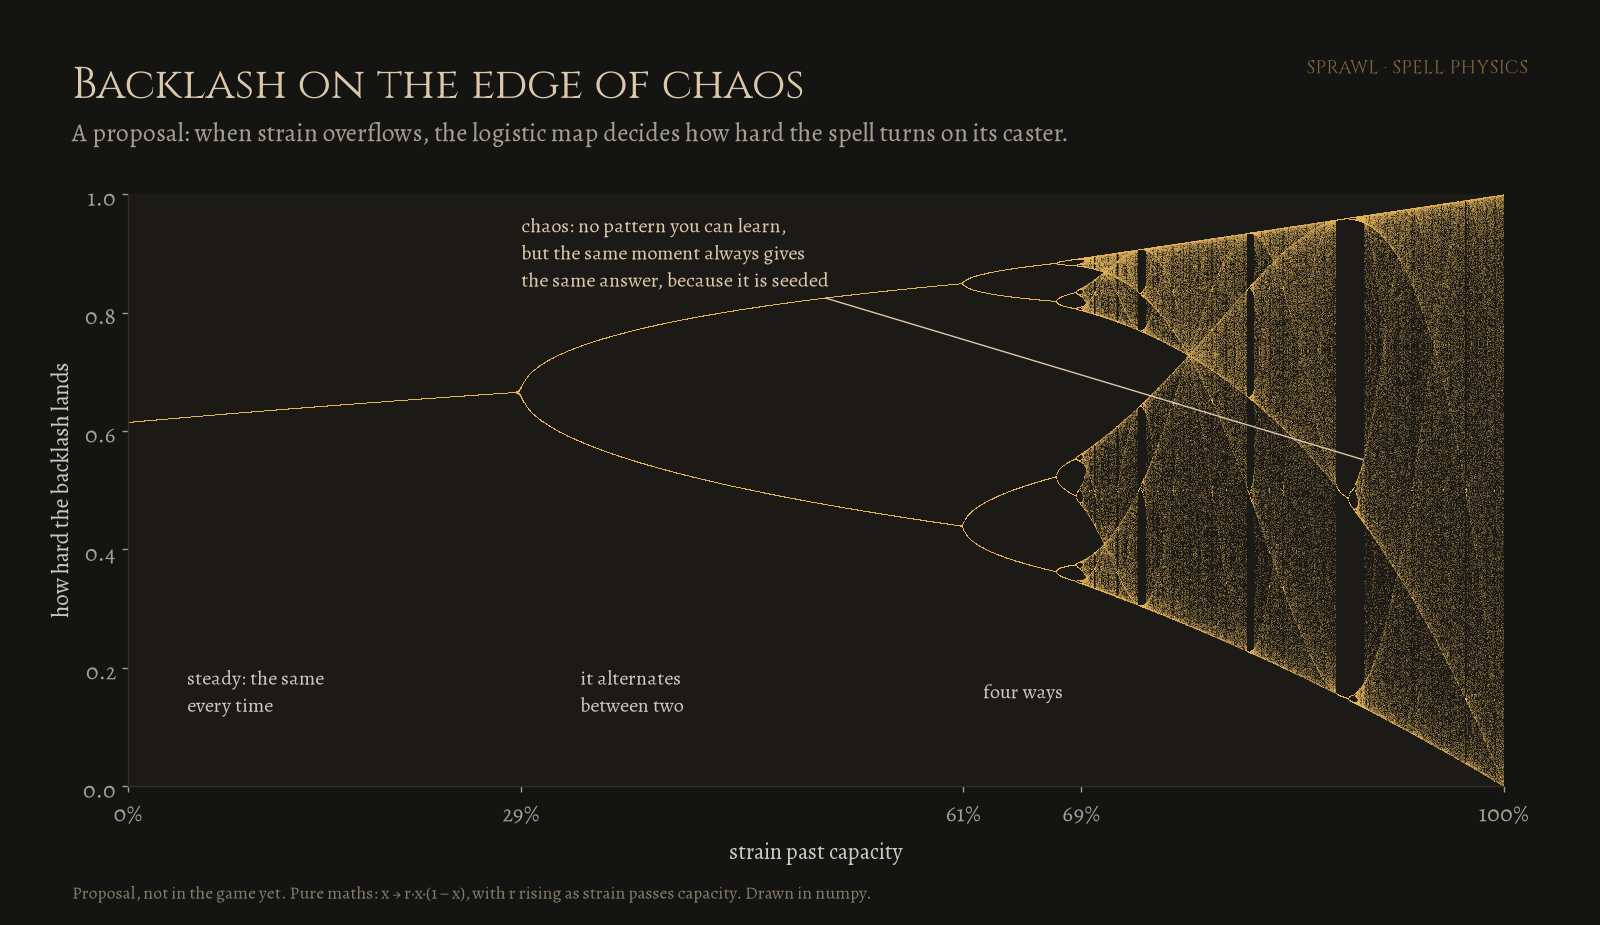 BACKLASH ON THE EDGE OF CHAOS
SPRAWL · SPELL PHYSICS
A proposal: when strain overflows, the logistic map decides how hard the spell turns on its caster.
how hard the backlash lands
1.0
0.8
0.6
0.4
0.2
0.0
chaos: no pattern you can learn,
but the same moment always gives
the same answer, because it is seeded
steady: the same
every time
it alternates
between two
four ways
0%
29%
61%
69%
100%
strain past capacity
Proposal, not in the game yet. Pure maths: x → r·x·(1 − x), with r rising as strain passes capacity. Drawn in numpy.